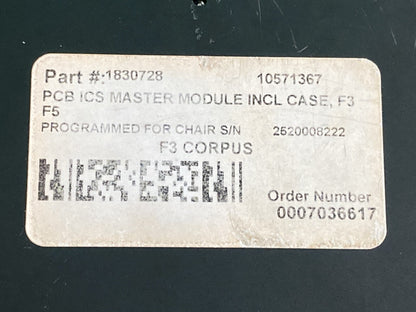 Part #:1830728 10571367
PCB ICS MASTER MODULE INCL CASE, F3
F5
PROGRAMMED FOR CHAIR S/N 2520008222
F3 CORPUS
Order Number
0007036617